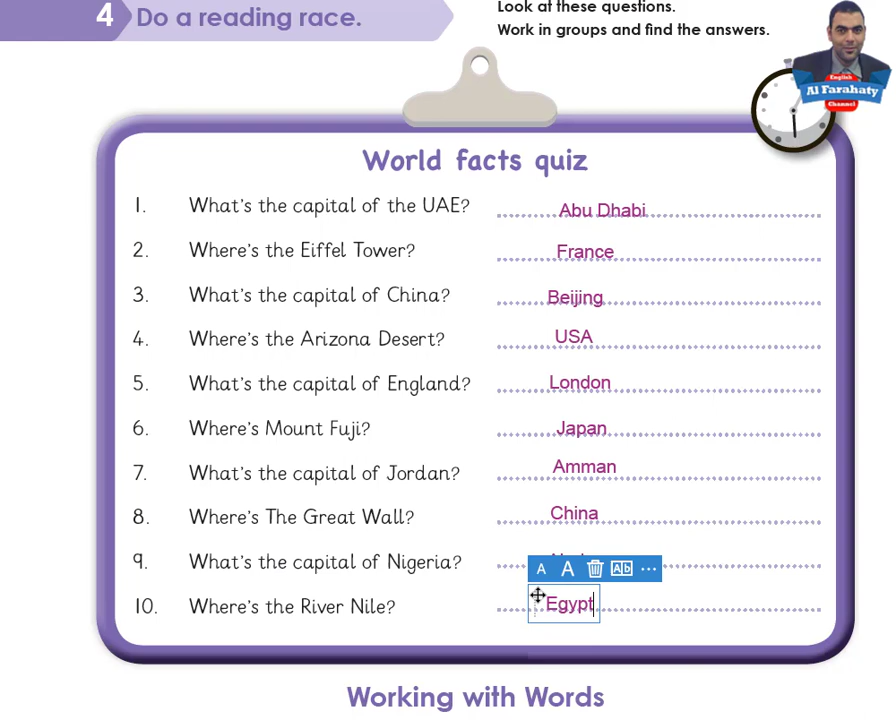 4 Do a reading race.
Look at these questions.
Work in groups and find the answers.
English
Al Farahaty
Channel
World facts quiz
1. What's the capital of the UAE? Abu Dhabi
2. Where's the Eiffel Tower? France
3. What's the capital of China? Beijing
4. Where's the Arizona Desert? USA
5. What's the capital of England? London
6. Where's Mount Fuji? Japan
7. What's the capital of Jordan? Amman
8. Where's The Great Wall? China
9. What's the capital of Nigeria?
A A Ab ...
10. Where's the River Nile? Egypt
Working with Words